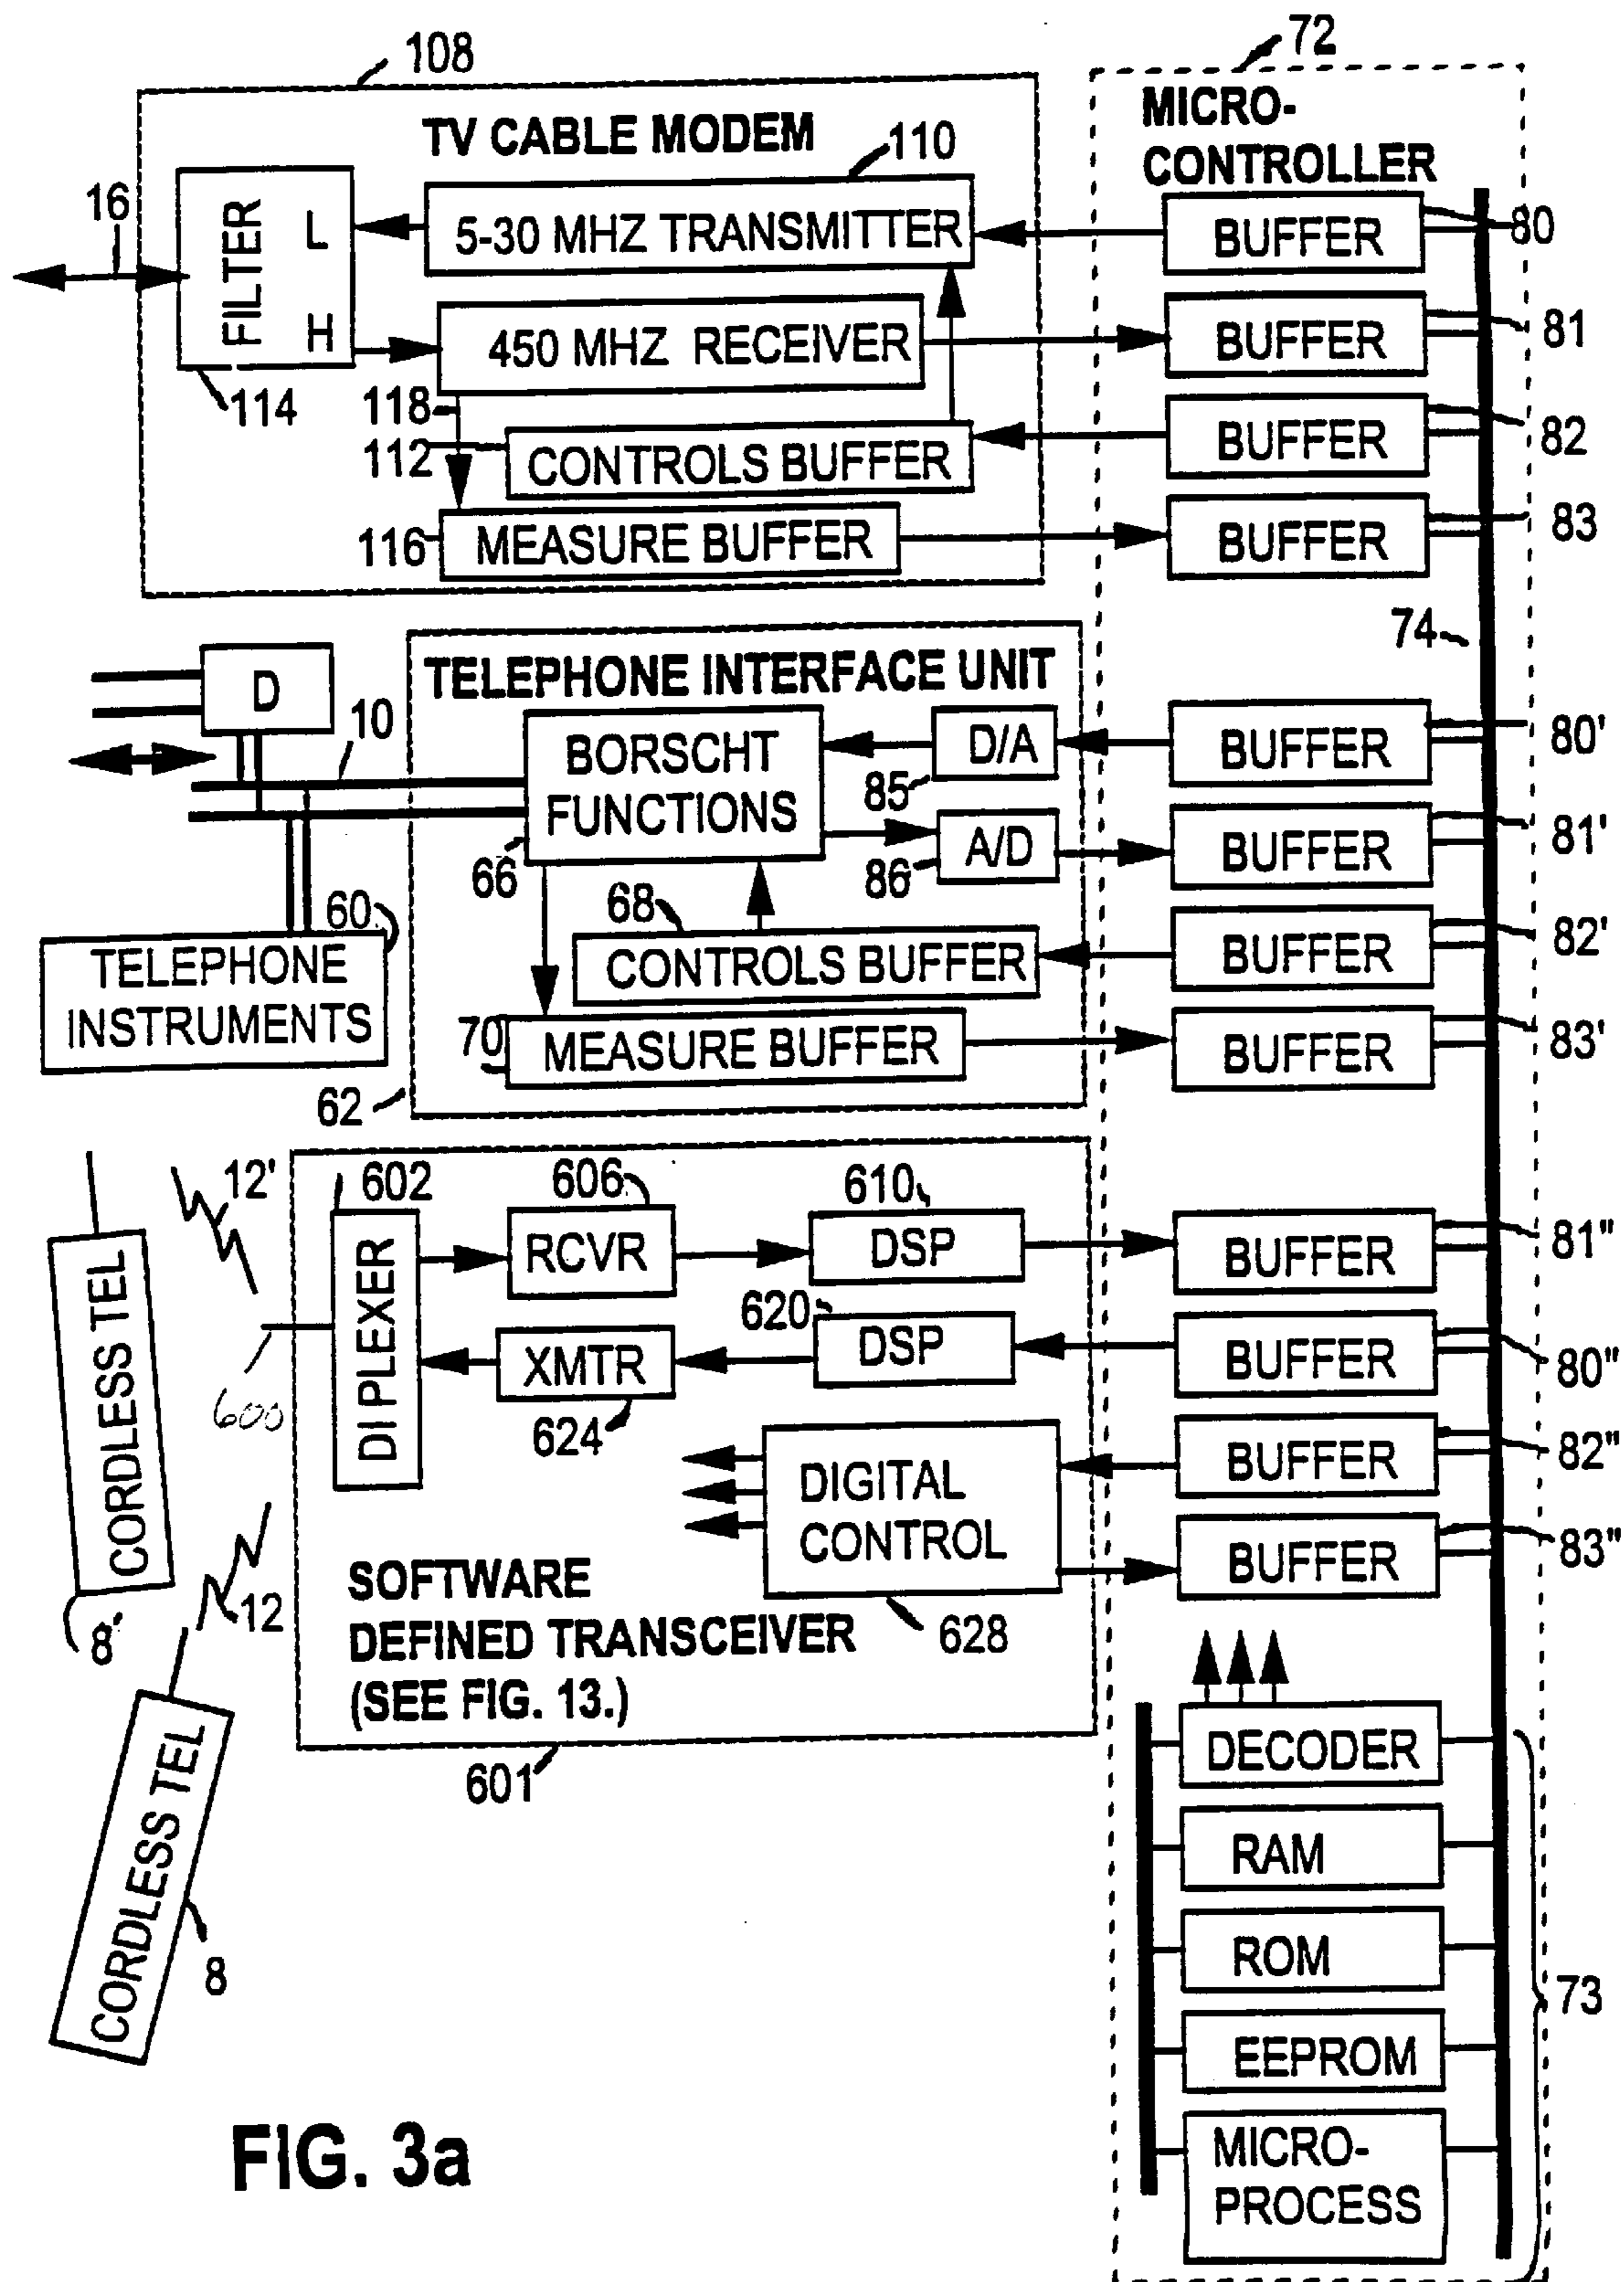 72
108
MICRO-
CONTROLLER
TV CABLE MODEM
110
16
FILTER
L
H
5-30 MHZ TRANSMITTER
BUFFER
80
450 MHZ RECEIVER
BUFFER
81
114
118
112
CONTROLS BUFFER
BUFFER
82
116
MEASURE BUFFER
BUFFER
83
74
TELEPHONE INTERFACE UNIT
D
10
BORSCHT
FUNCTIONS
D/A
85
BUFFER
80'
66
A/D
86
BUFFER
81'
60
68
TELEPHONE
INSTRUMENTS
CONTROLS BUFFER
BUFFER
82'
70
MEASURE BUFFER
BUFFER
83'
62
12'
602
606
610
DIPLEXER
RCVR
DSP
BUFFER
81"
CORDLESS TEL
620
600
XMTR
DSP
BUFFER
80"
624
DIGITAL
CONTROL
BUFFER
82"
BUFFER
83"
12
8'
SOFTWARE
DEFINED TRANSCEIVER
(SEE FIG. 13.)
628
601
CORDLESS TEL
8
DECODER
RAM
ROM
73
EEPROM
MICRO-
PROCESS
FIG. 3a